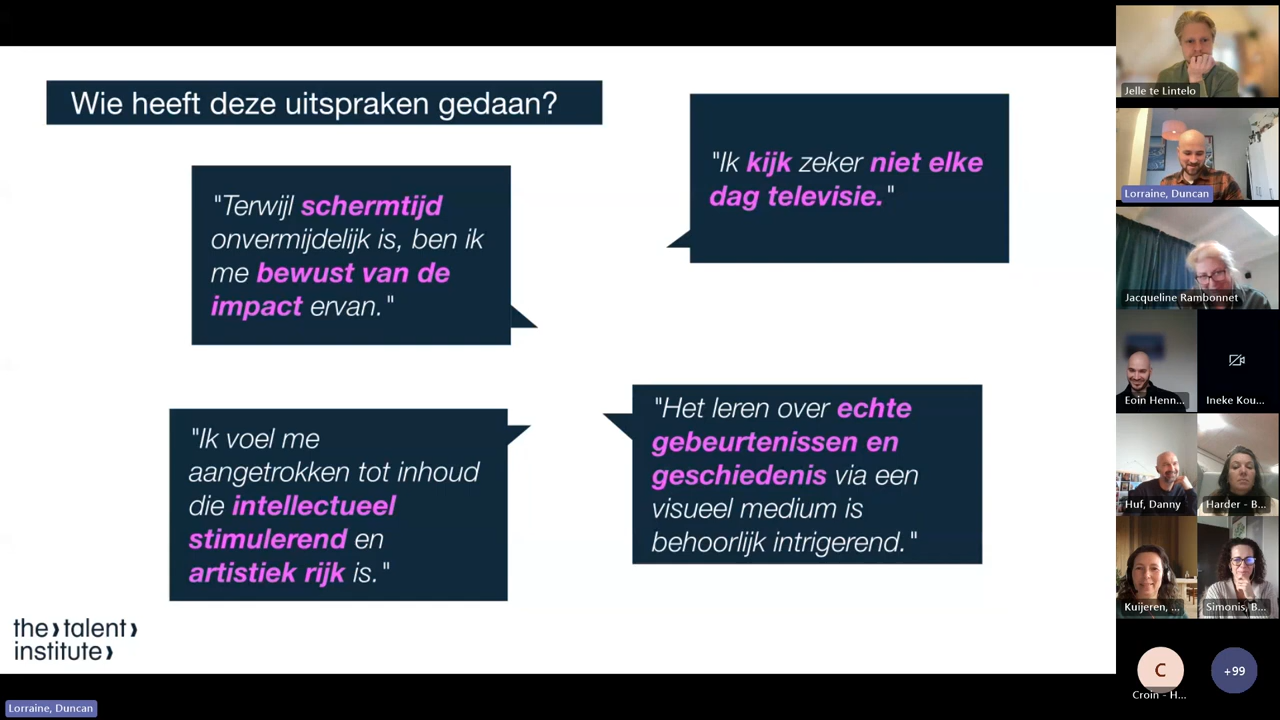 Wie heeft deze uitspraken gedaan?
"Terwijl schermtijd
onvermijdelijk is, ben ik
me bewust van de
impact ervan."
"Ik kijk zeker niet elke
dag televisie."
"Ik voel me
aangetrokken tot inhoud
die intellectueel
stimulerend en
artistiek rijk is."
"Het leren over echte
gebeurtenissen en
geschiedenis via een
visueel medium is
behoorlijk intrigerend."
the talent
institute
Lorraine, Duncan
Jelle te Lintelo
Lorraine, Duncan
Jacqueline Rambonnet
Eoin Henn...
Ineke Kou...
Huf, Danny
Harder - B...
Kuijeren, ...
Simonis, B...
C
Croin - H...
+99